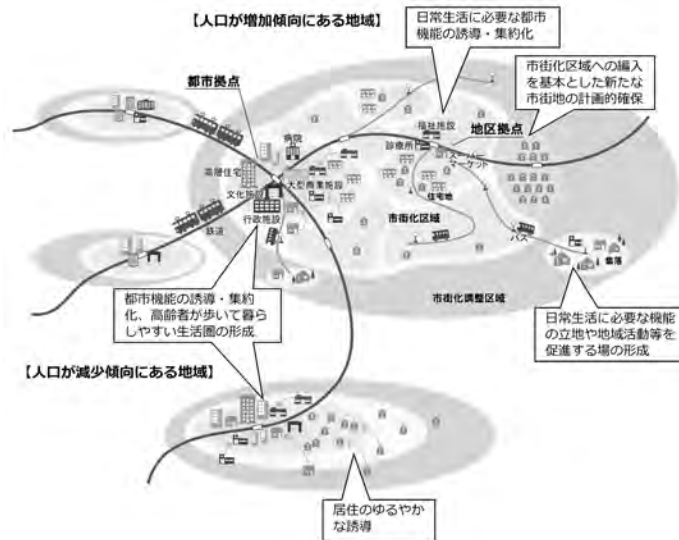 【人口が増加傾向にある地域】
日常生活に必要な都市
機能の誘導・集約化
市街化区域への編入
を基本とした新たな
市街地の計画的確保
都市拠点
病院
福祉施設
地区拠点
診療所
スーパー
マーケット
高層住宅
大型商業施設
文化施設
住宅地
行政施設
市街化区域
鉄道
バス
集落
市街化調整区域
都市機能の誘導・集約
化、高齢者が歩いて暮ら
しやすい生活圏の形成
日常生活に必要な機能
の立地や地域活動等を
促進する場の形成
【人口が減少傾向にある地域】
居住のゆるやか
な誘導